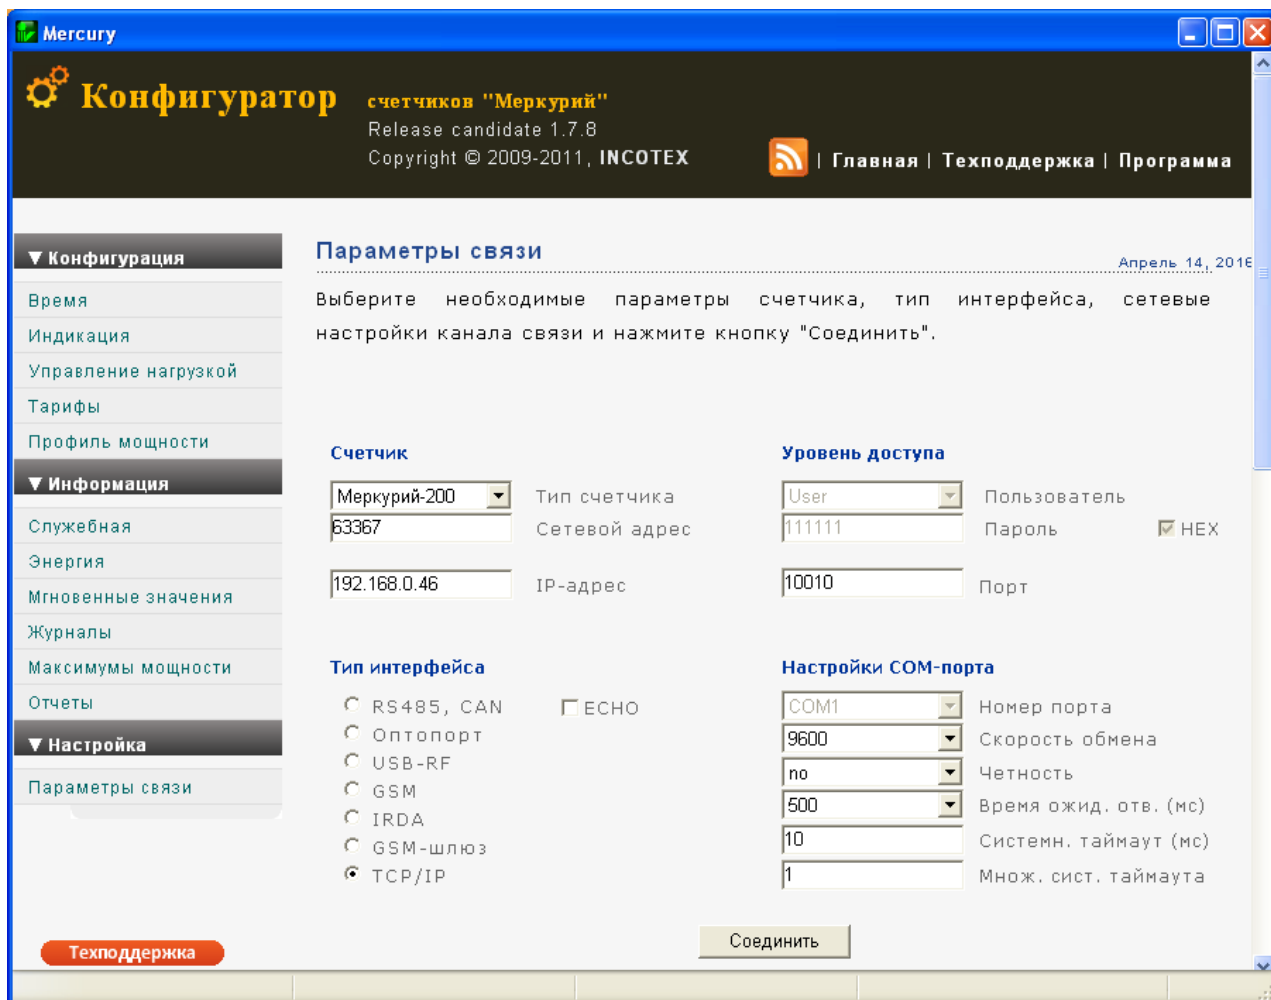 Mercury
Конфигуратор
счетчиков "Меркурий"
Release candidate 1.7.8
Copyright © 2009-2011, INCOTEX
| Главная | Техподдержка | Программа
▼ Конфигурация
Время
Индикация
Управление нагрузкой
Тарифы
Профиль мощности
▼ Информация
Служебная
Энергия
Мгновенные значения
Журналы
Максимумы мощности
Отчеты
▼ Настройка
Параметры связи
Техподдержка
Параметры связи
Апрель 14, 2016
Выберите необходимые параметры счетчика, тип интерфейса, сетевые
настройки канала связи и нажмите кнопку "Соединить".
Счетчик
Меркурий-200 Тип счетчика
63367 Сетевой адрес
192.168.0.46 IP-адрес
Уровень доступа
User Пользователь
111111 Пароль HEX
10010 Порт
Тип интерфейса
RS485, CAN ECHO
Оптопорт
USB-RF
GSM
IRDA
GSM-шлюз
TCP/IP
Настройки COM-порта
COM1 Номер порта
9600 Скорость обмена
no Четность
500 Время ожид. отв. (мс)
10 Системн. таймаут (мс)
1 Множ. сист. таймаута
Соединить